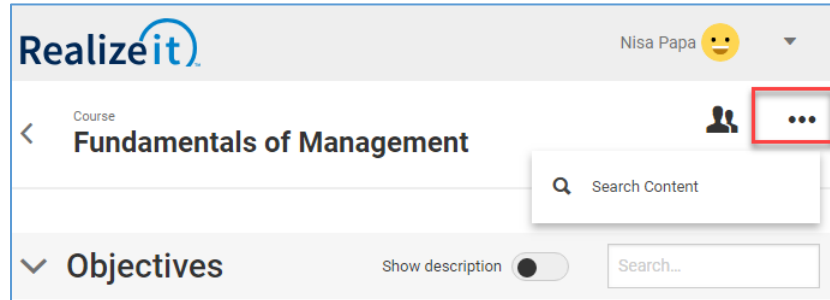 Realizeit
Nisa Papa
Course
Fundamentals of Management
Search Content
Objectives
Show description
Search...